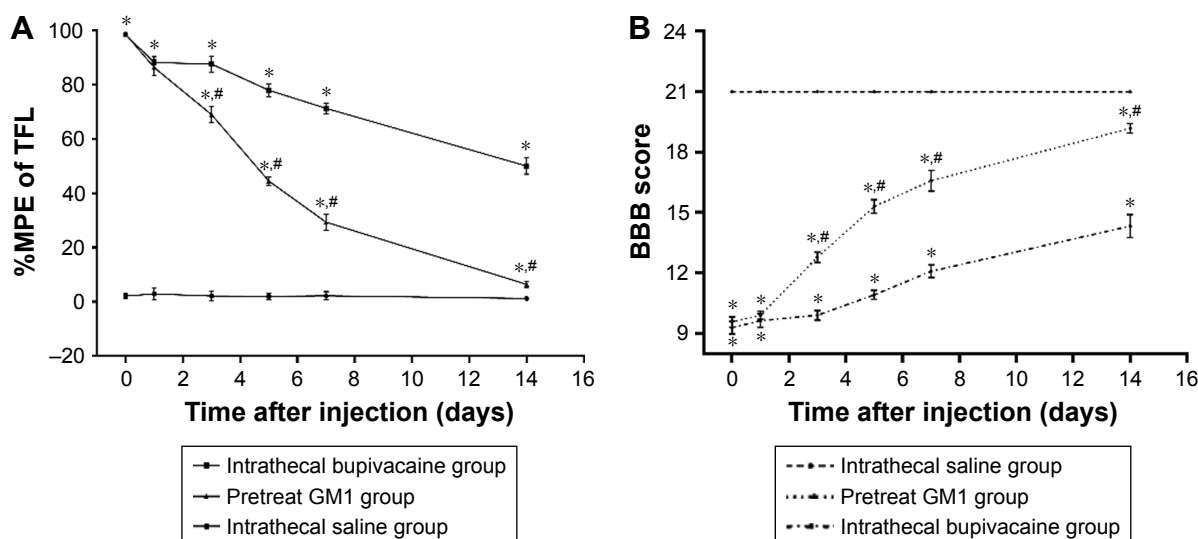 A
%MPE of TFL
100
80
60
40
20
0
–20
* * * * * *
*,# *,# *,# *,#
0 2 4 6 8 10 12 14 16
Time after injection (days)
Intrathecal bupivacaine group
Pretreat GM1 group
Intrathecal saline group
B
BBB score
24
21
18
15
12
9
*,# *,# *,# *,#
* * * * * * * *
0 2 4 6 8 10 12 14 16
Time after injection (days)
Intrathecal saline group
Pretreat GM1 group
Intrathecal bupivacaine group